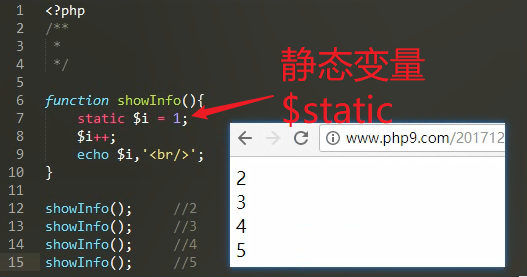 1 <?php
2 /**
3  *
4  */
5
6 function showInfo(){
7     static $i = 1;
8     $i++;
9     echo $i,'<br/>';
10 }
11
12 showInfo();     //2
13 showInfo();     //3
14 showInfo();     //4
15 showInfo();     //5
静态变量
$static
www.php9.com/201712
2
3
4
5